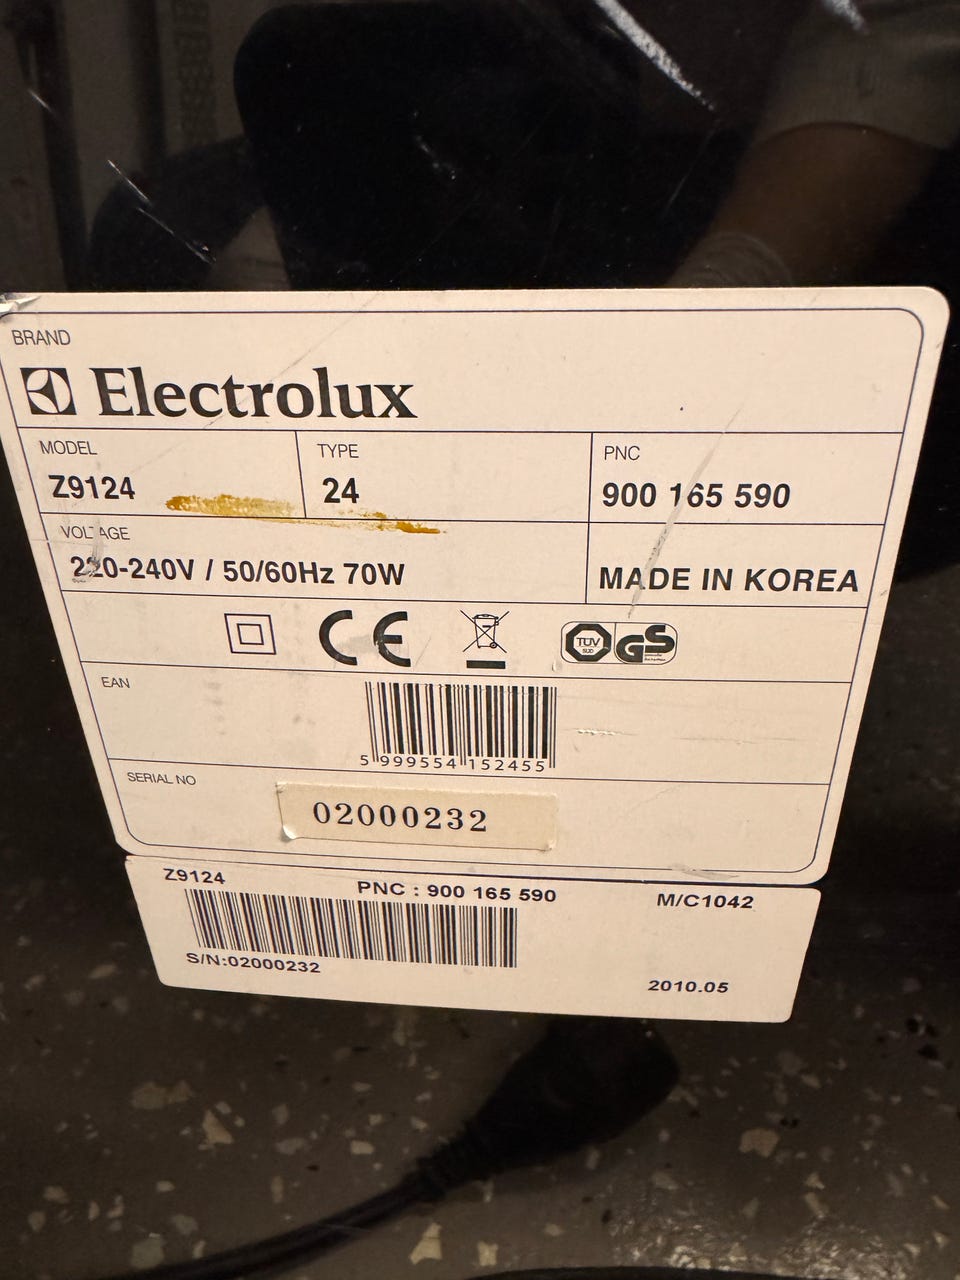 BRAND
Electrolux
MODEL TYPE PNC
Z9124 24 900 165 590
VOLTAGE
220-240V / 50/60Hz 70W MADE IN KOREA
CE TÜV SÜD GS
EAN
5 999554 152455
SERIAL NO
02000232
Z9124 PNC : 900 165 590 M/C1042
S/N:02000232
2010.05